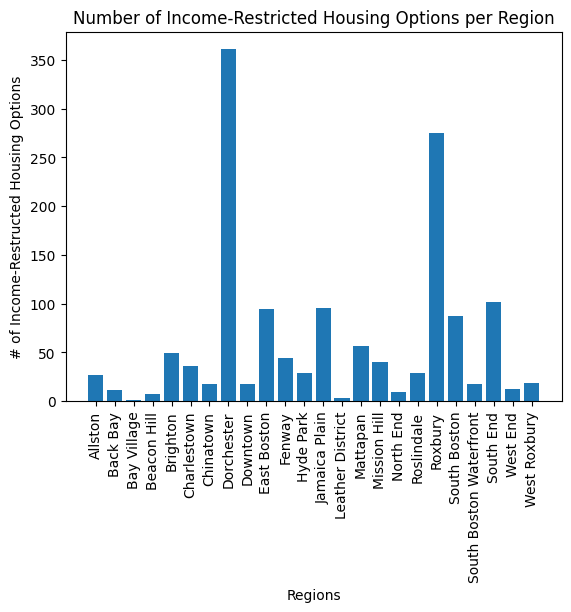 Number of Income-Restricted Housing Options per Region
# of Income-Restructed Housing Options
350
300
250
200
150
100
50
0
Allston
Back Bay
Bay Village
Beacon Hill
Brighton
Charlestown
Chinatown
Dorchester
Downtown
East Boston
Fenway
Hyde Park
Jamaica Plain
Leather District
Mattapan
Mission Hill
North End
Roslindale
Roxbury
South Boston
South Boston Waterfront
South End
West End
West Roxbury
Regions